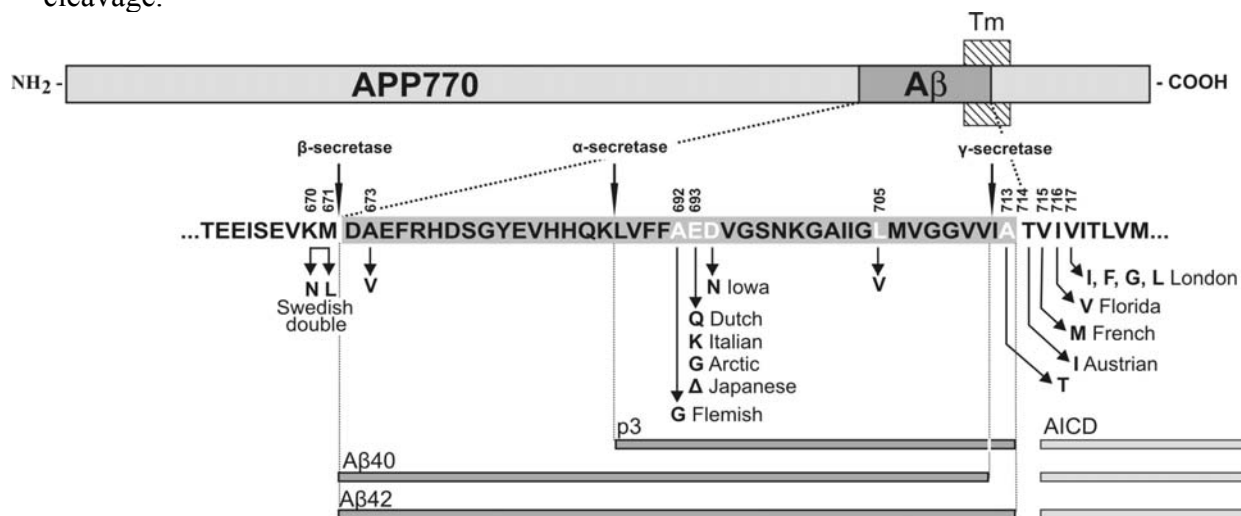 cleavage.
Tm
NH2 - APP770 Aβ - COOH
β-secretase α-secretase γ-secretase
670 671 673 692 693 705 713 714 715 716 717
...TEEISEVKM DAEFRHDSGYEVHHQKLVFFAEDVGSNKGAIIGLMVGGVVIA TVIVITLVM...
N L V N Iowa V I, F, G, L London
Swedish
double
Q Dutch V Florida
K Italian M French
G Arctic I Austrian
Δ Japanese T
G Flemish
p3 AICD
Aβ40
Aβ42